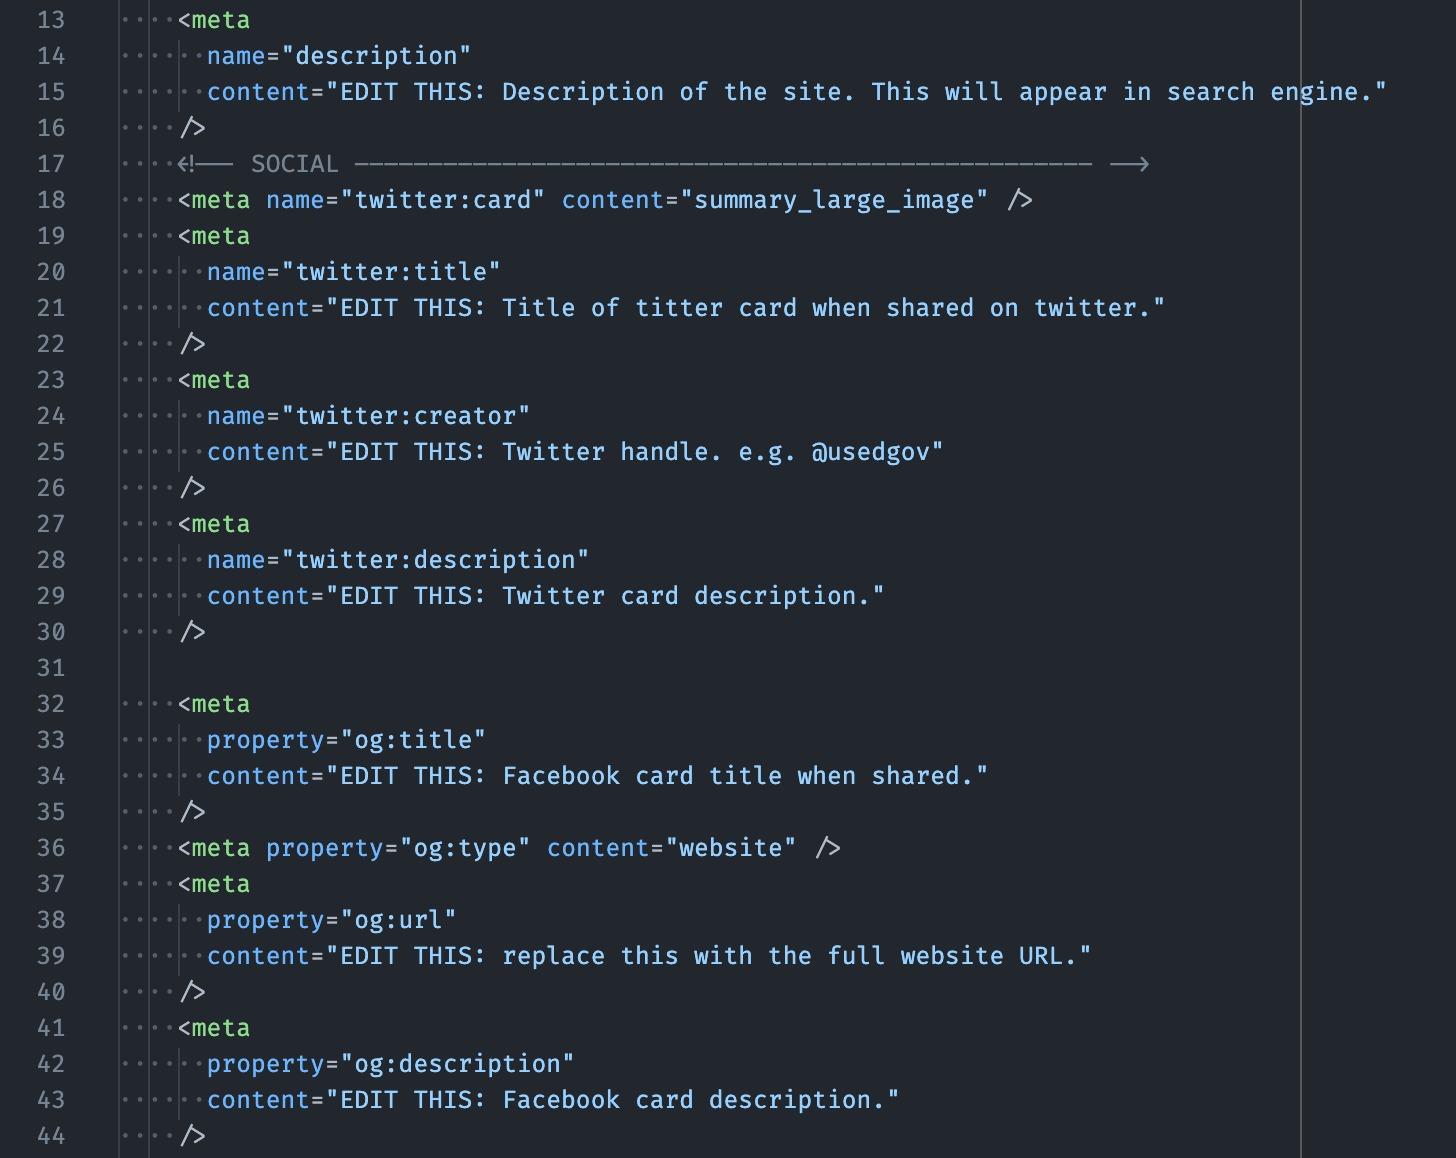 13 <meta
14 name="description"
15 content="EDIT THIS: Description of the site. This will appear in search engine."
16 />
17 <!-- SOCIAL -------------------------------------------------- -->
18 <meta name="twitter:card" content="summary_large_image" />
19 <meta
20 name="twitter:title"
21 content="EDIT THIS: Title of titter card when shared on twitter."
22 />
23 <meta
24 name="twitter:creator"
25 content="EDIT THIS: Twitter handle. e.g. @usedgov"
26 />
27 <meta
28 name="twitter:description"
29 content="EDIT THIS: Twitter card description."
30 />
31
32 <meta
33 property="og:title"
34 content="EDIT THIS: Facebook card title when shared."
35 />
36 <meta property="og:type" content="website" />
37 <meta
38 property="og:url"
39 content="EDIT THIS: replace this with the full website URL."
40 />
41 <meta
42 property="og:description"
43 content="EDIT THIS: Facebook card description."
44 />